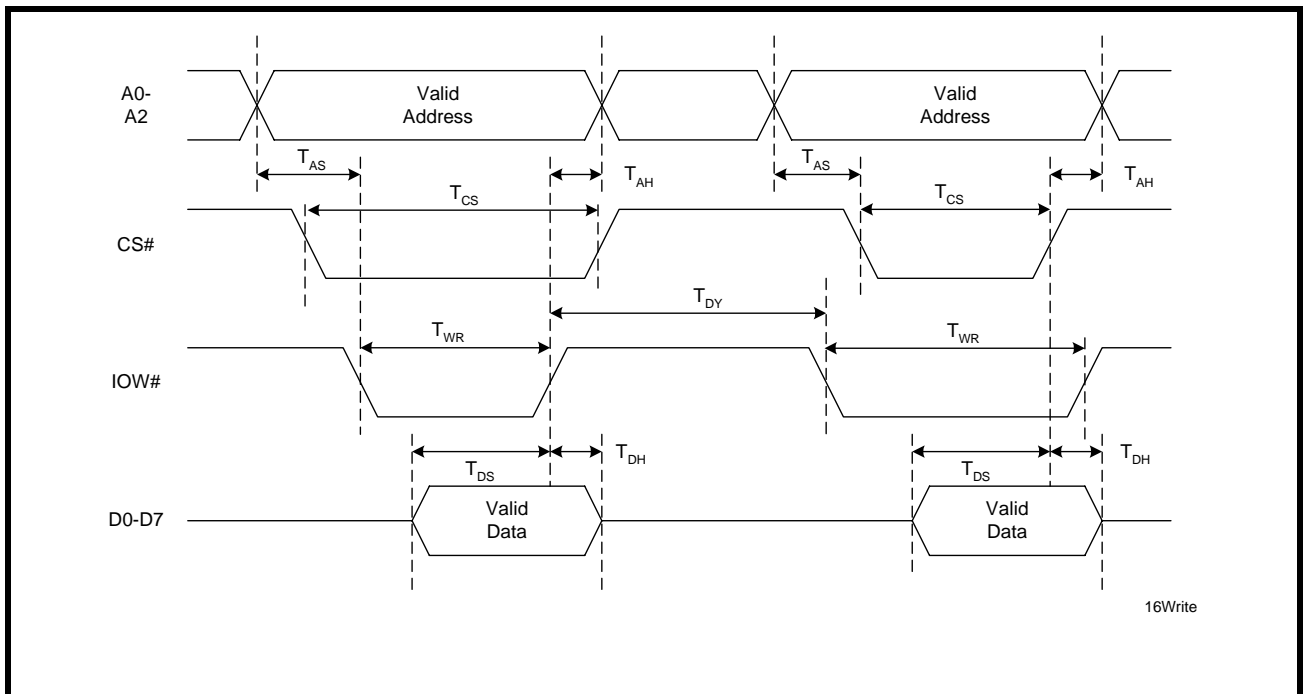 A0-
A2
Valid
Address
Valid
Address
TAS
TAH
TAS
TAH
CS#
TCS
TCS
TDY
IOW#
TWR
TWR
TDH
TDH
TDS
TDS
D0-D7
Valid
Data
Valid
Data
16Write